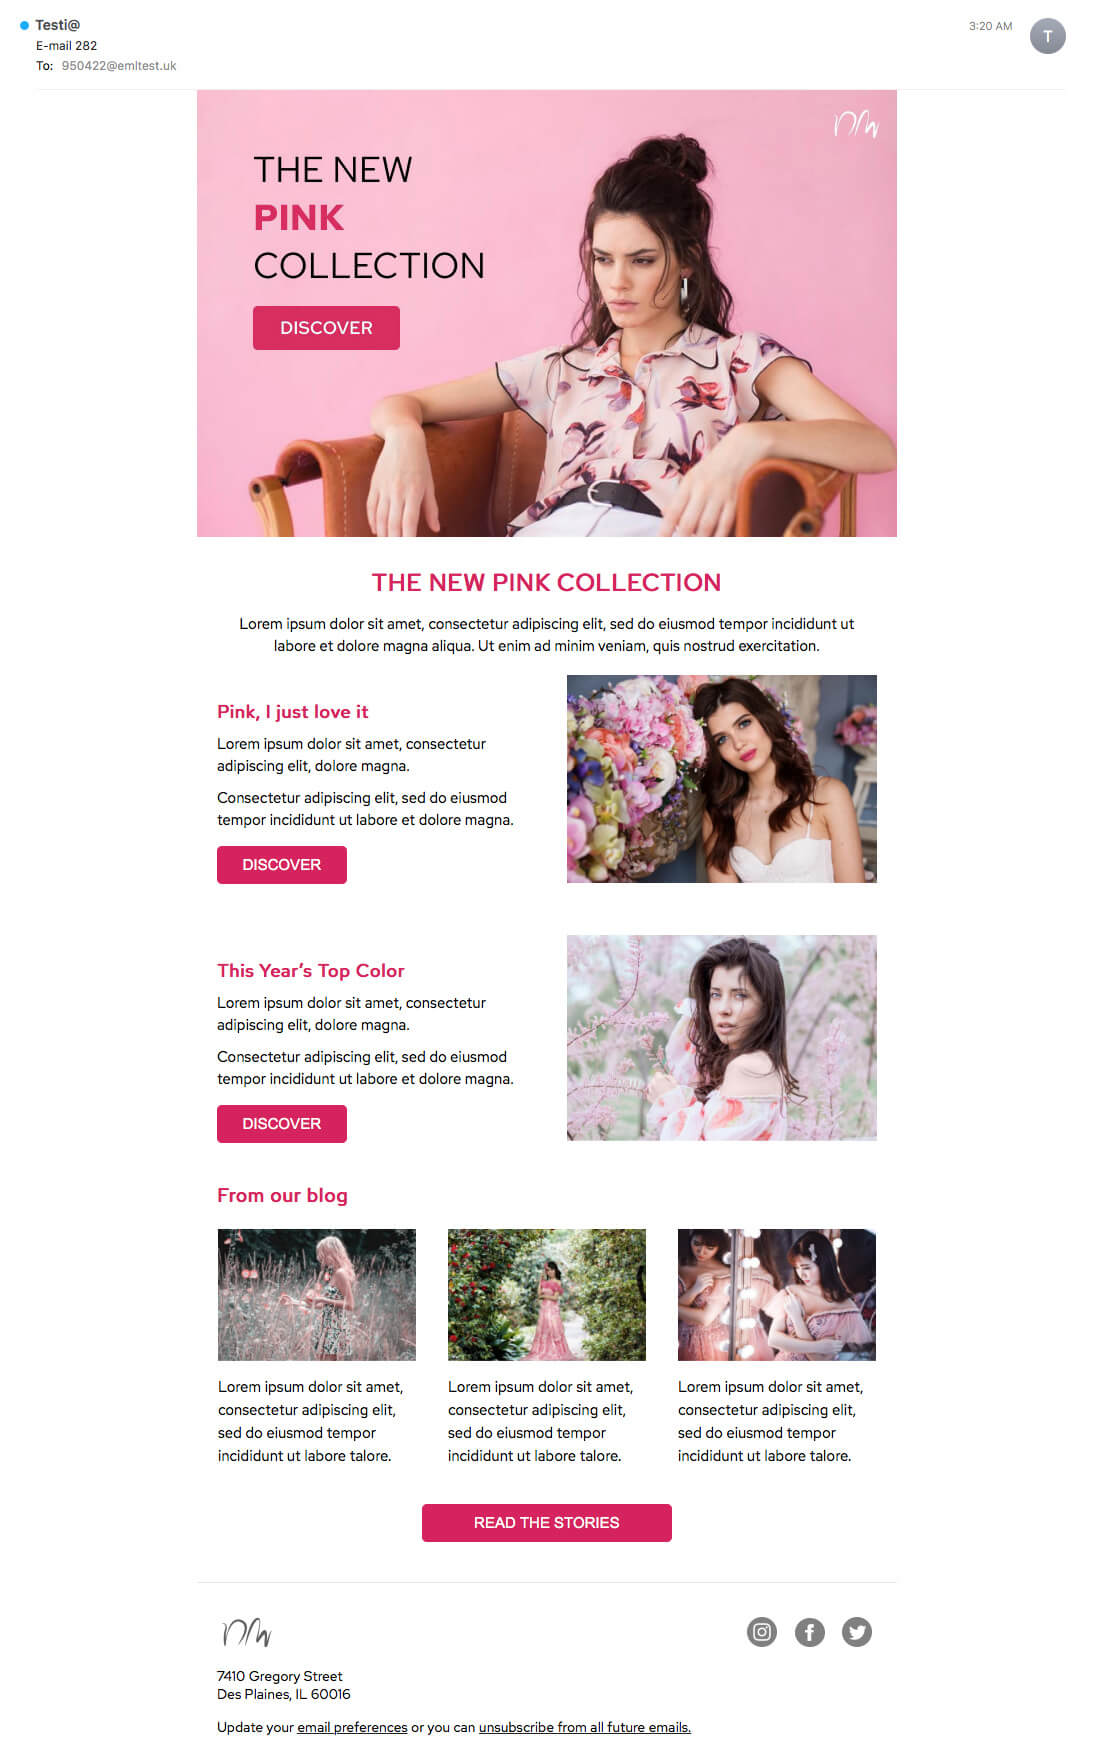 Testi@
3:20 AM
T
E-mail 282
To: 950422@emltest.uk
THE NEW
PINK
COLLECTION
DISCOVER
THE NEW PINK COLLECTION
Lorem ipsum dolor sit amet, consectetur adipiscing elit, sed do eiusmod tempor incididunt ut
labore et dolore magna aliqua. Ut enim ad minim veniam, quis nostrud exercitation.
Pink, I just love it
Lorem ipsum dolor sit amet, consectetur
adipiscing elit, dolore magna.
Consectetur adipiscing elit, sed do eiusmod
tempor incididunt ut labore et dolore magna.
DISCOVER
This Year’s Top Color
Lorem ipsum dolor sit amet, consectetur
adipiscing elit, dolore magna.
Consectetur adipiscing elit, sed do eiusmod
tempor incididunt ut labore et dolore magna.
DISCOVER
From our blog
Lorem ipsum dolor sit amet,
consectetur adipiscing elit,
sed do eiusmod tempor
incididunt ut labore talore.
Lorem ipsum dolor sit amet,
consectetur adipiscing elit,
sed do eiusmod tempor
incididunt ut labore talore.
Lorem ipsum dolor sit amet,
consectetur adipiscing elit,
sed do eiusmod tempor
incididunt ut labore talore.
READ THE STORIES
7410 Gregory Street
Des Plaines, IL 60016
Update your email preferences or you can unsubscribe from all future emails.